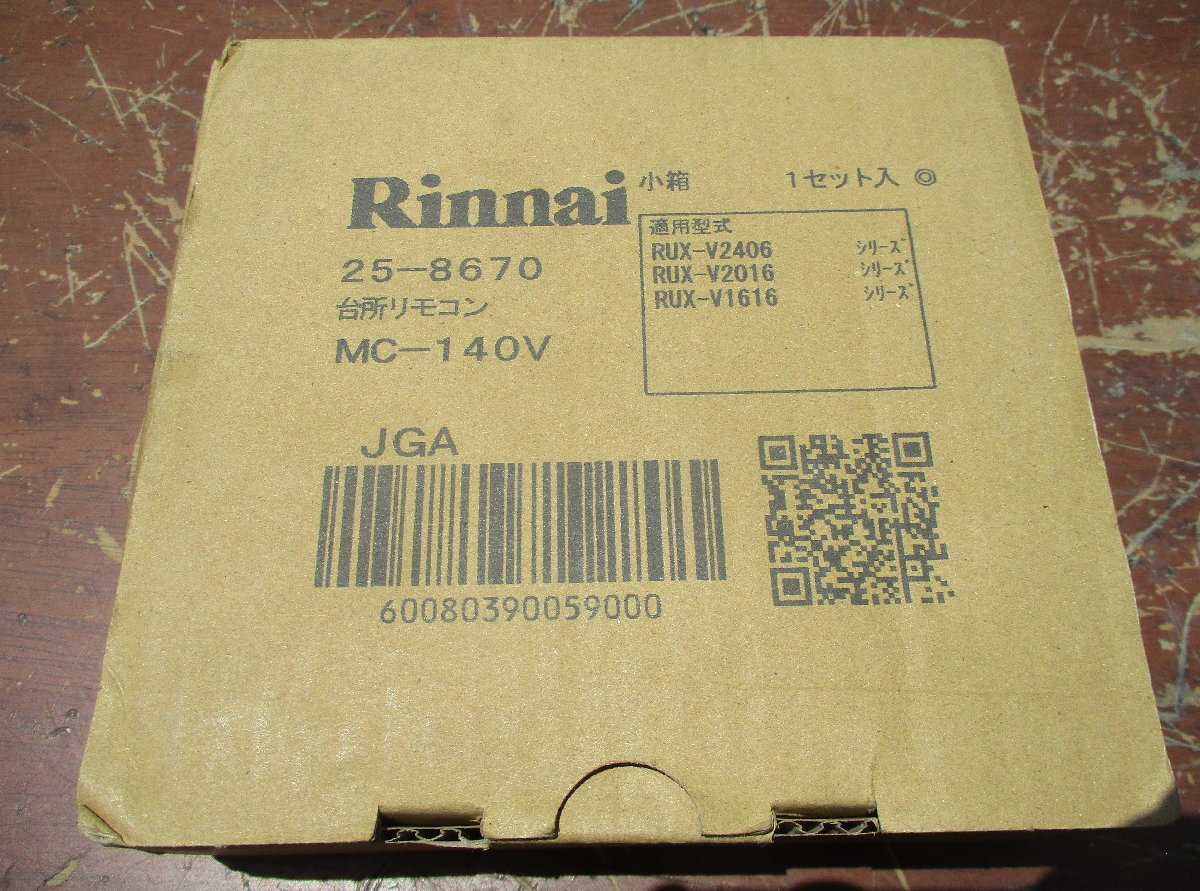 Rinnai 小箱 1セット入 ◎
25-8670
台所リモコン
MC-140V
適用型式
RUX-V2406 シリーズ
RUX-V2016 シリーズ
RUX-V1616 シリーズ
JGA
60080390059000